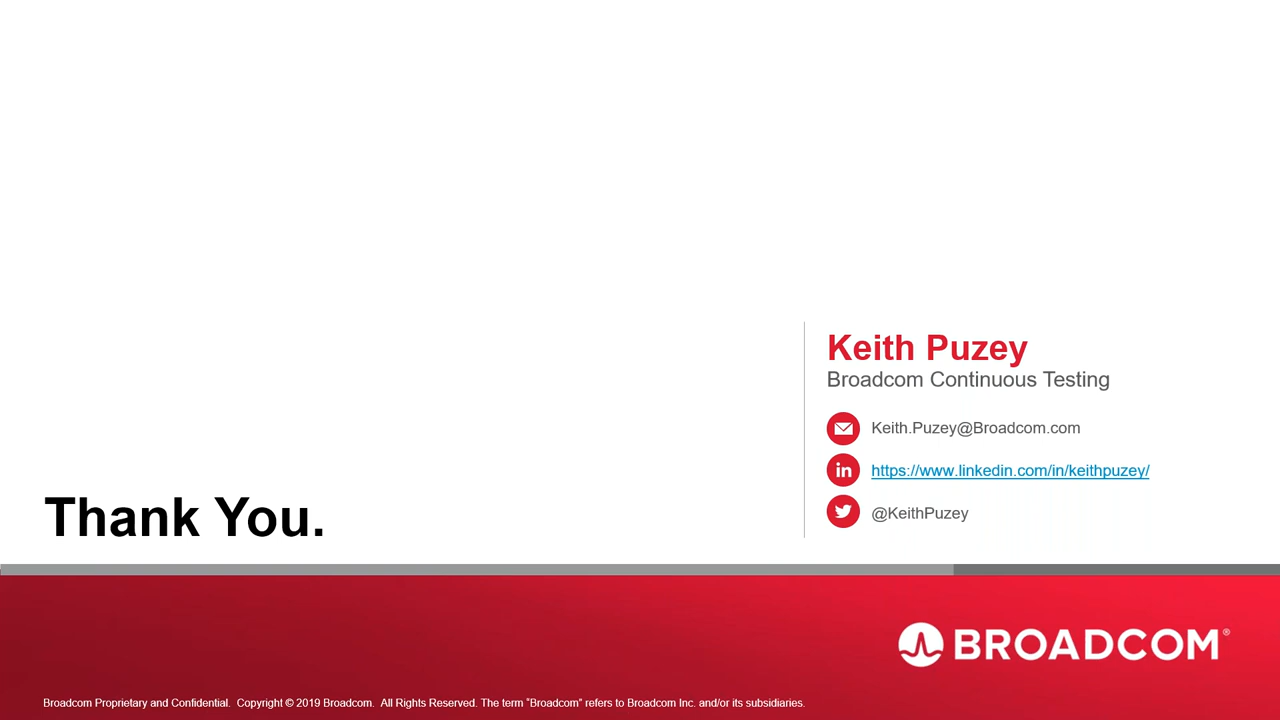 Keith Puzey
Broadcom Continuous Testing
Keith.Puzey@Broadcom.com
in https://www.linkedin.com/in/keithpuzey/
@KeithPuzey
Thank You.
BROADCOM®
Broadcom Proprietary and Confidential.  Copyright © 2019 Broadcom.  All Rights Reserved. The term "Broadcom" refers to Broadcom Inc. and/or its subsidiaries.